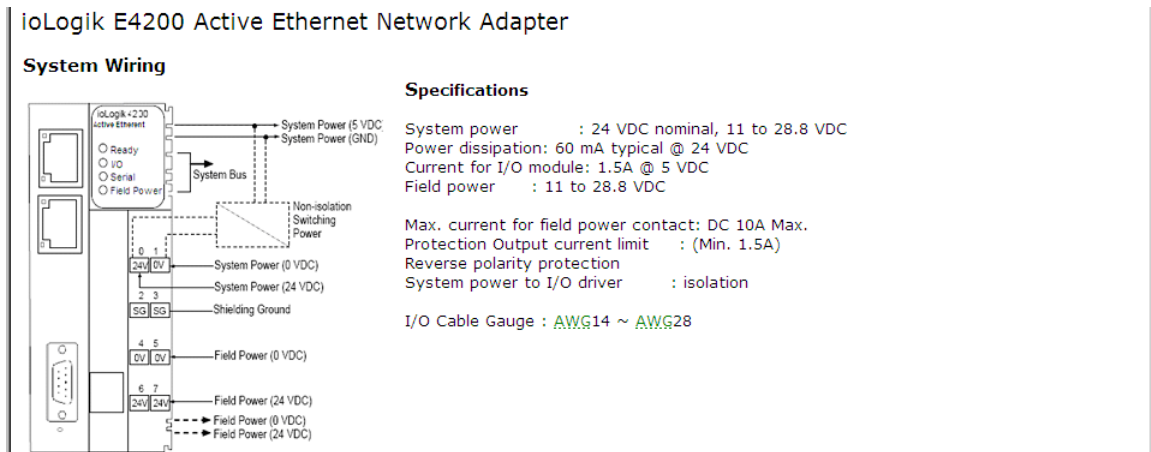 ioLogik E4200 Active Ethernet Network Adapter
System Wiring
ioLogik 4200
Active Ethernet
Ready
I/O
Serial
Field Power
System Power (5 VDC
System Power (GND)
System Bus
Non-isolation
Switching
Power
0 1
24V 0V
System Power (0 VDC)
System Power (24 VDC)
2 3
SG SG
Shielding Ground
4 5
0V 0V
Field Power (0 VDC)
6 7
24V 24V
Field Power (24 VDC)
Field Power (0 VDC)
Field Power (24 VDC)
Specifications
System power : 24 VDC nominal, 11 to 28.8 VDC
Power dissipation: 60 mA typical @ 24 VDC
Current for I/O module: 1.5A @ 5 VDC
Field power : 11 to 28.8 VDC
Max. current for field power contact: DC 10A Max.
Protection Output current limit : (Min. 1.5A)
Reverse polarity protection
System power to I/O driver : isolation
I/O Cable Gauge : AWG14 ~ AWG28